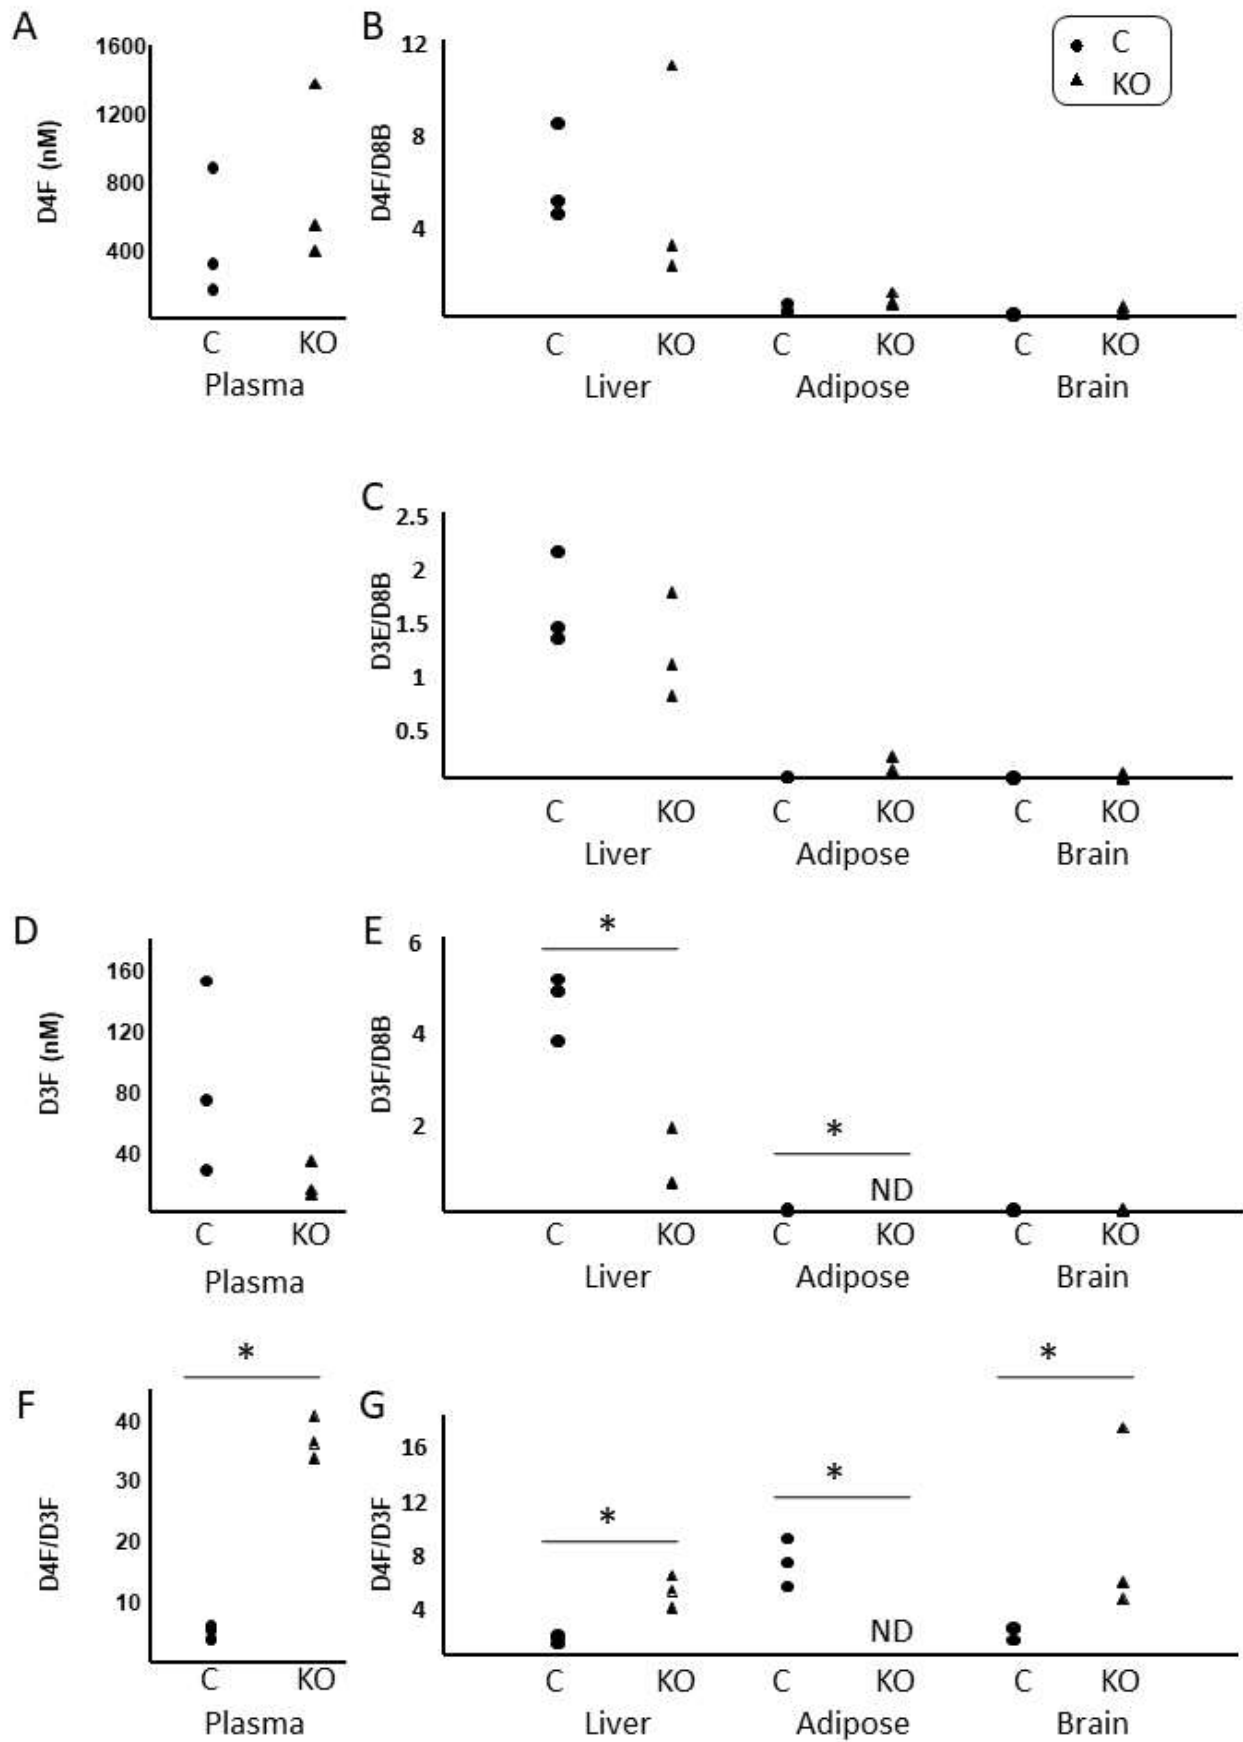 A
1600
1200
800
400
D4F (nM)
C KO
Plasma
B
12
8
4
D4F/D8B
C KO C KO C KO
Liver Adipose Brain
C
KO
C
2.5
2
1.5
1
0.5
D3E/D8B
C KO C KO C KO
Liver Adipose Brain
D
160
120
80
40
D3F (nM)
C KO
Plasma
E
6
4
2
D3F/D8B
*
*
ND
C KO C KO C KO
Liver Adipose Brain
F
*
40
30
20
10
D4F/D3F
C KO
Plasma
G
16
12
8
4
D4F/D3F
*
*
*
ND
C KO C KO C KO
Liver Adipose Brain